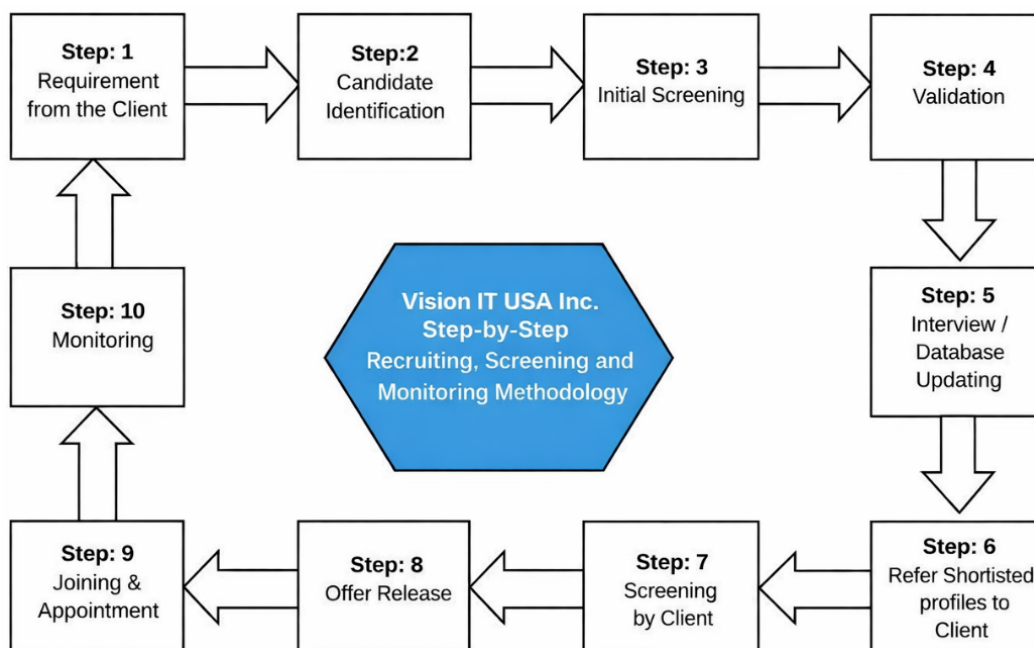 Step: 1
Requirement
from the Client
Step:2
Candidate
Identification
Step: 3
Initial Screening
Step: 4
Validation
Step: 5
Interview /
Database
Updating
Step: 6
Refer Shortisted
profiles to
Client
Step: 7
Screening
by Client
Step: 8
Offer Release
Step: 9
Joining &
Appointment
Step: 10
Monitoring
Vision IT USA Inc.
Step-by-Step
Recruiting, Screening and
Monitoring Methodology